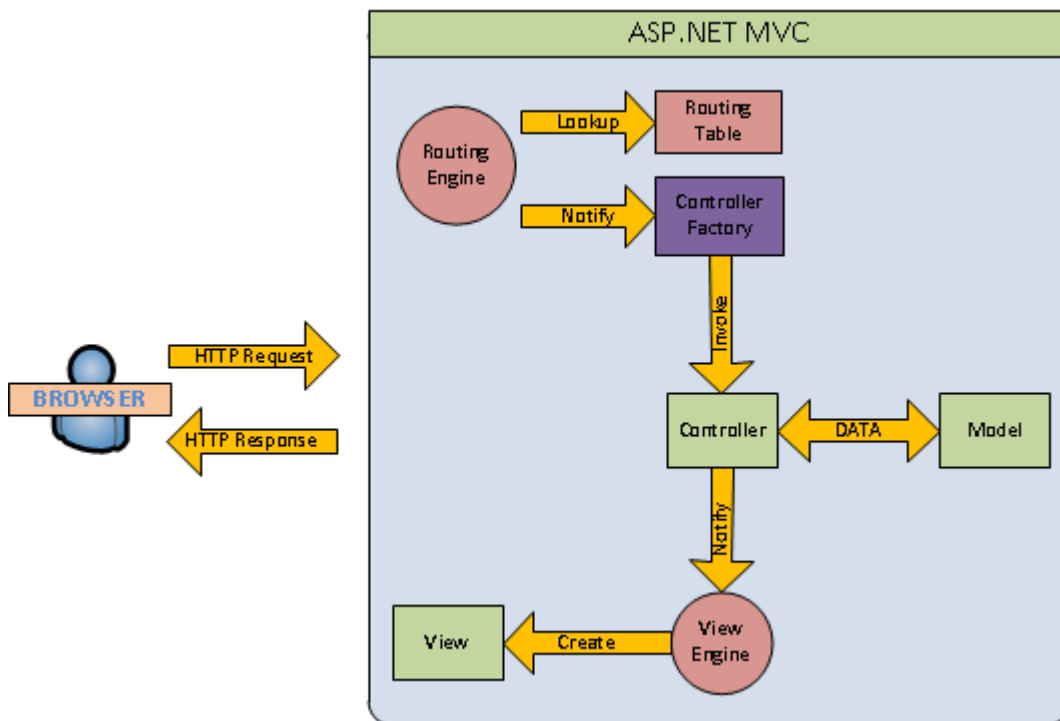 ASP.NET MVC
Routing
Engine
Lookup
Routing
Table
Notify
Controller
Factory
Invoke
HTTP Request
BROWSER
HTTP Response
Controller
DATA
Model
Notify
View
Create
View
Engine